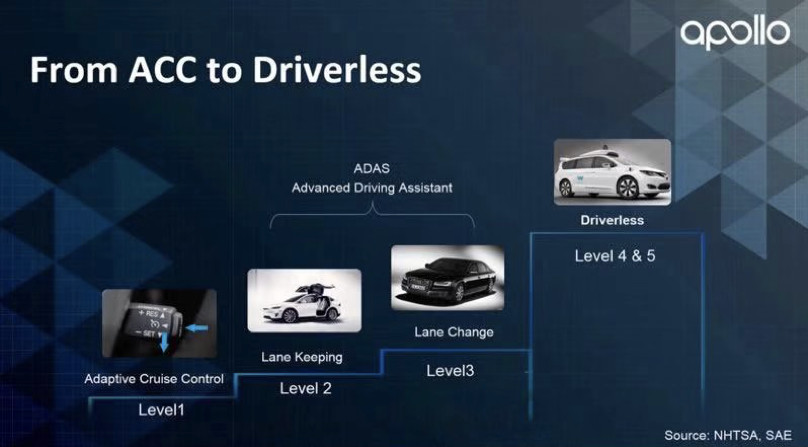 apollo
From ACC to Driverless
ADAS
Advanced Driving Assistant
Driverless
Level 4 & 5
Lane Change
Level3
Lane Keeping
Level 2
+ RES
- SET
Adaptive Cruise Control
Level1
Source: NHTSA, SAE